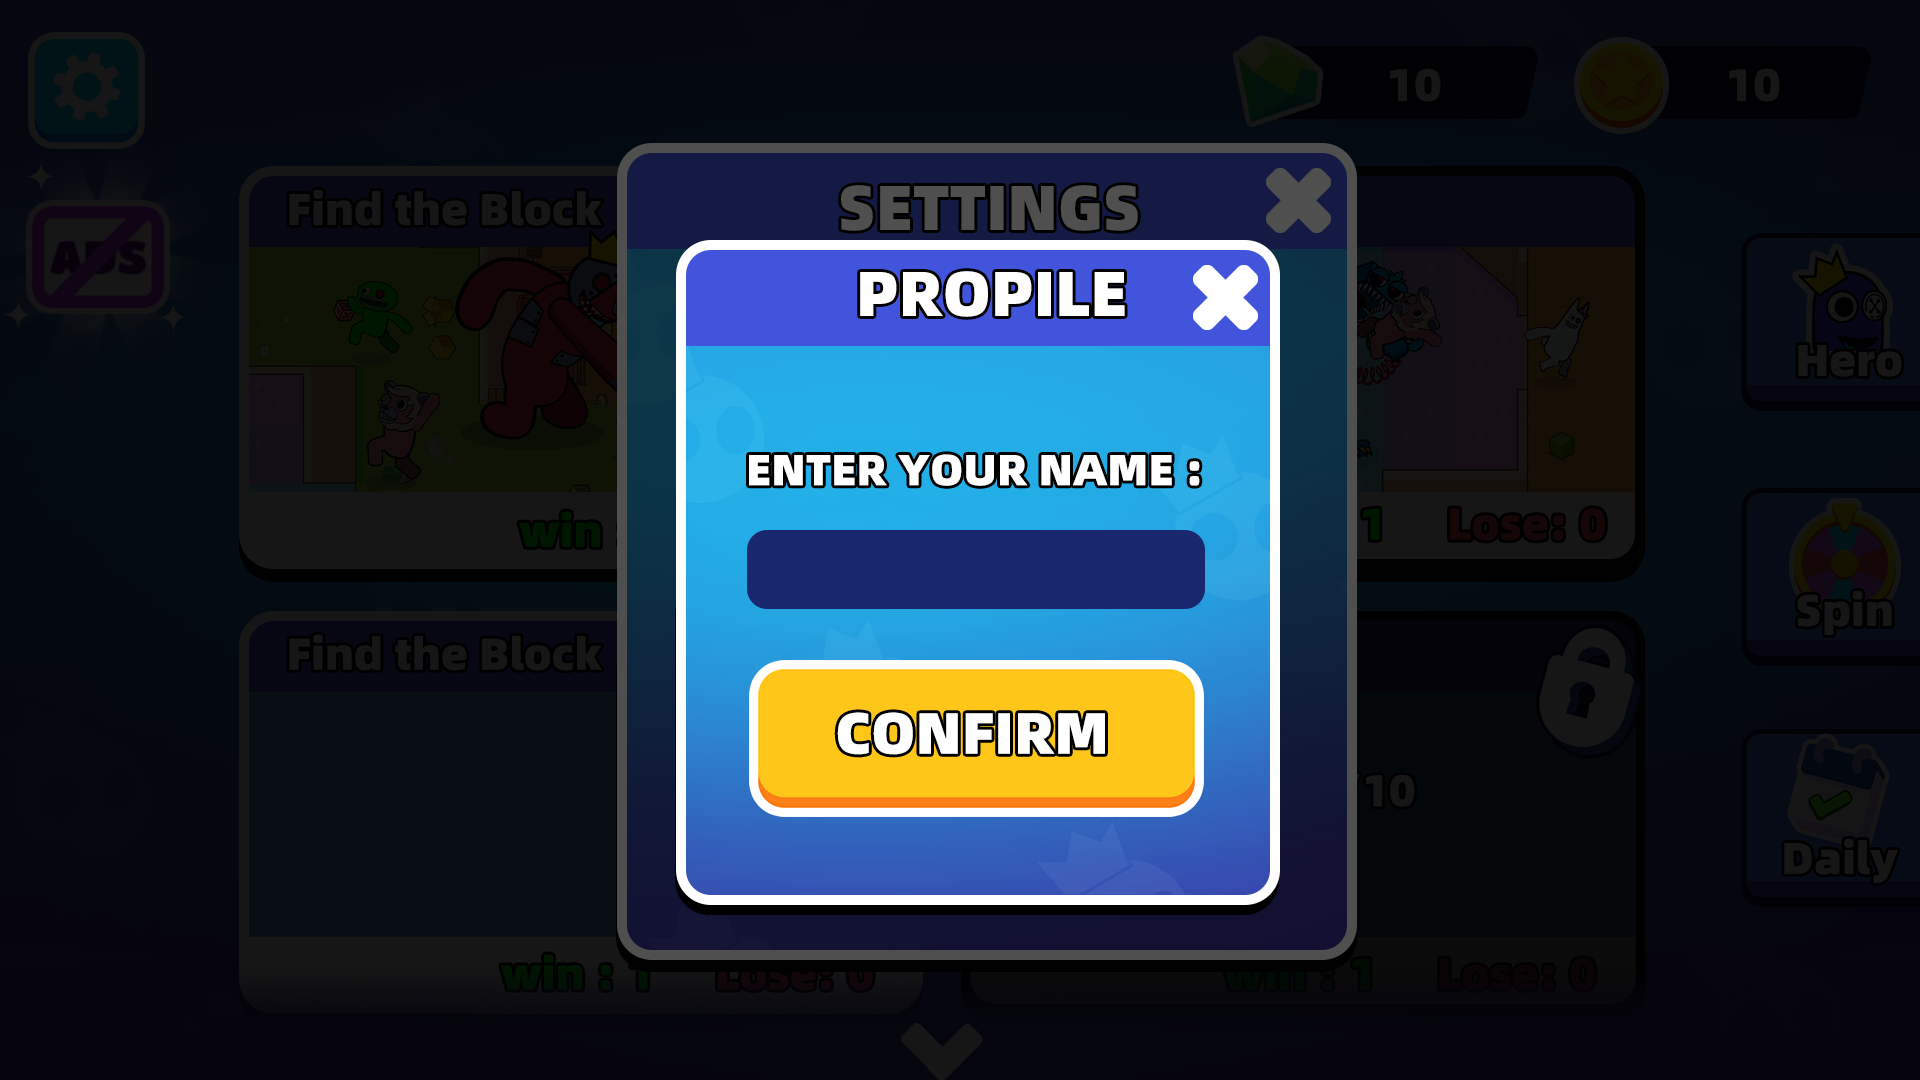 10
10
Find the Block
SETTINGS
ADS
PROPILE
Hero
ENTER YOUR NAME :
win
1
Lose: 0
Spin
Find the Block
CONFIRM
10
Daily
win : 1
Lose: 0
win : 1
Lose: 0